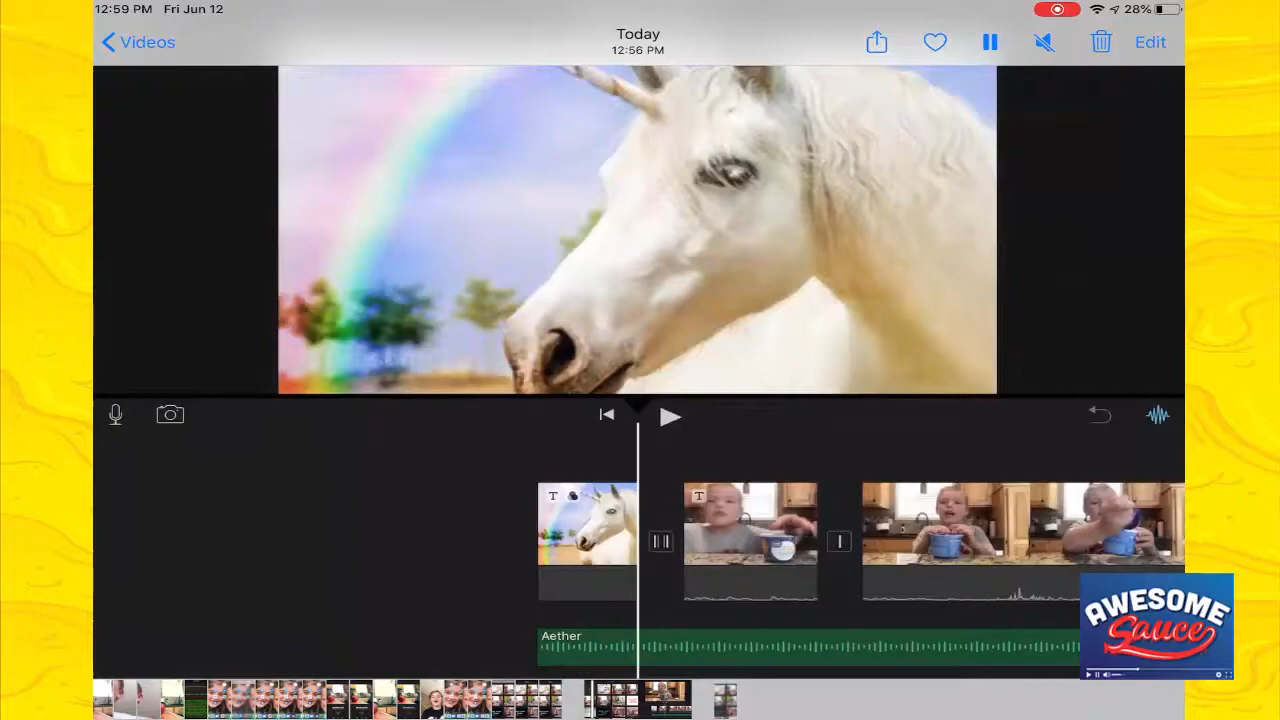 12:59 PM Fri Jun 12
28%
Videos
Today
12:56 PM
Edit
T
T
Aether
AWESOME
Sauce